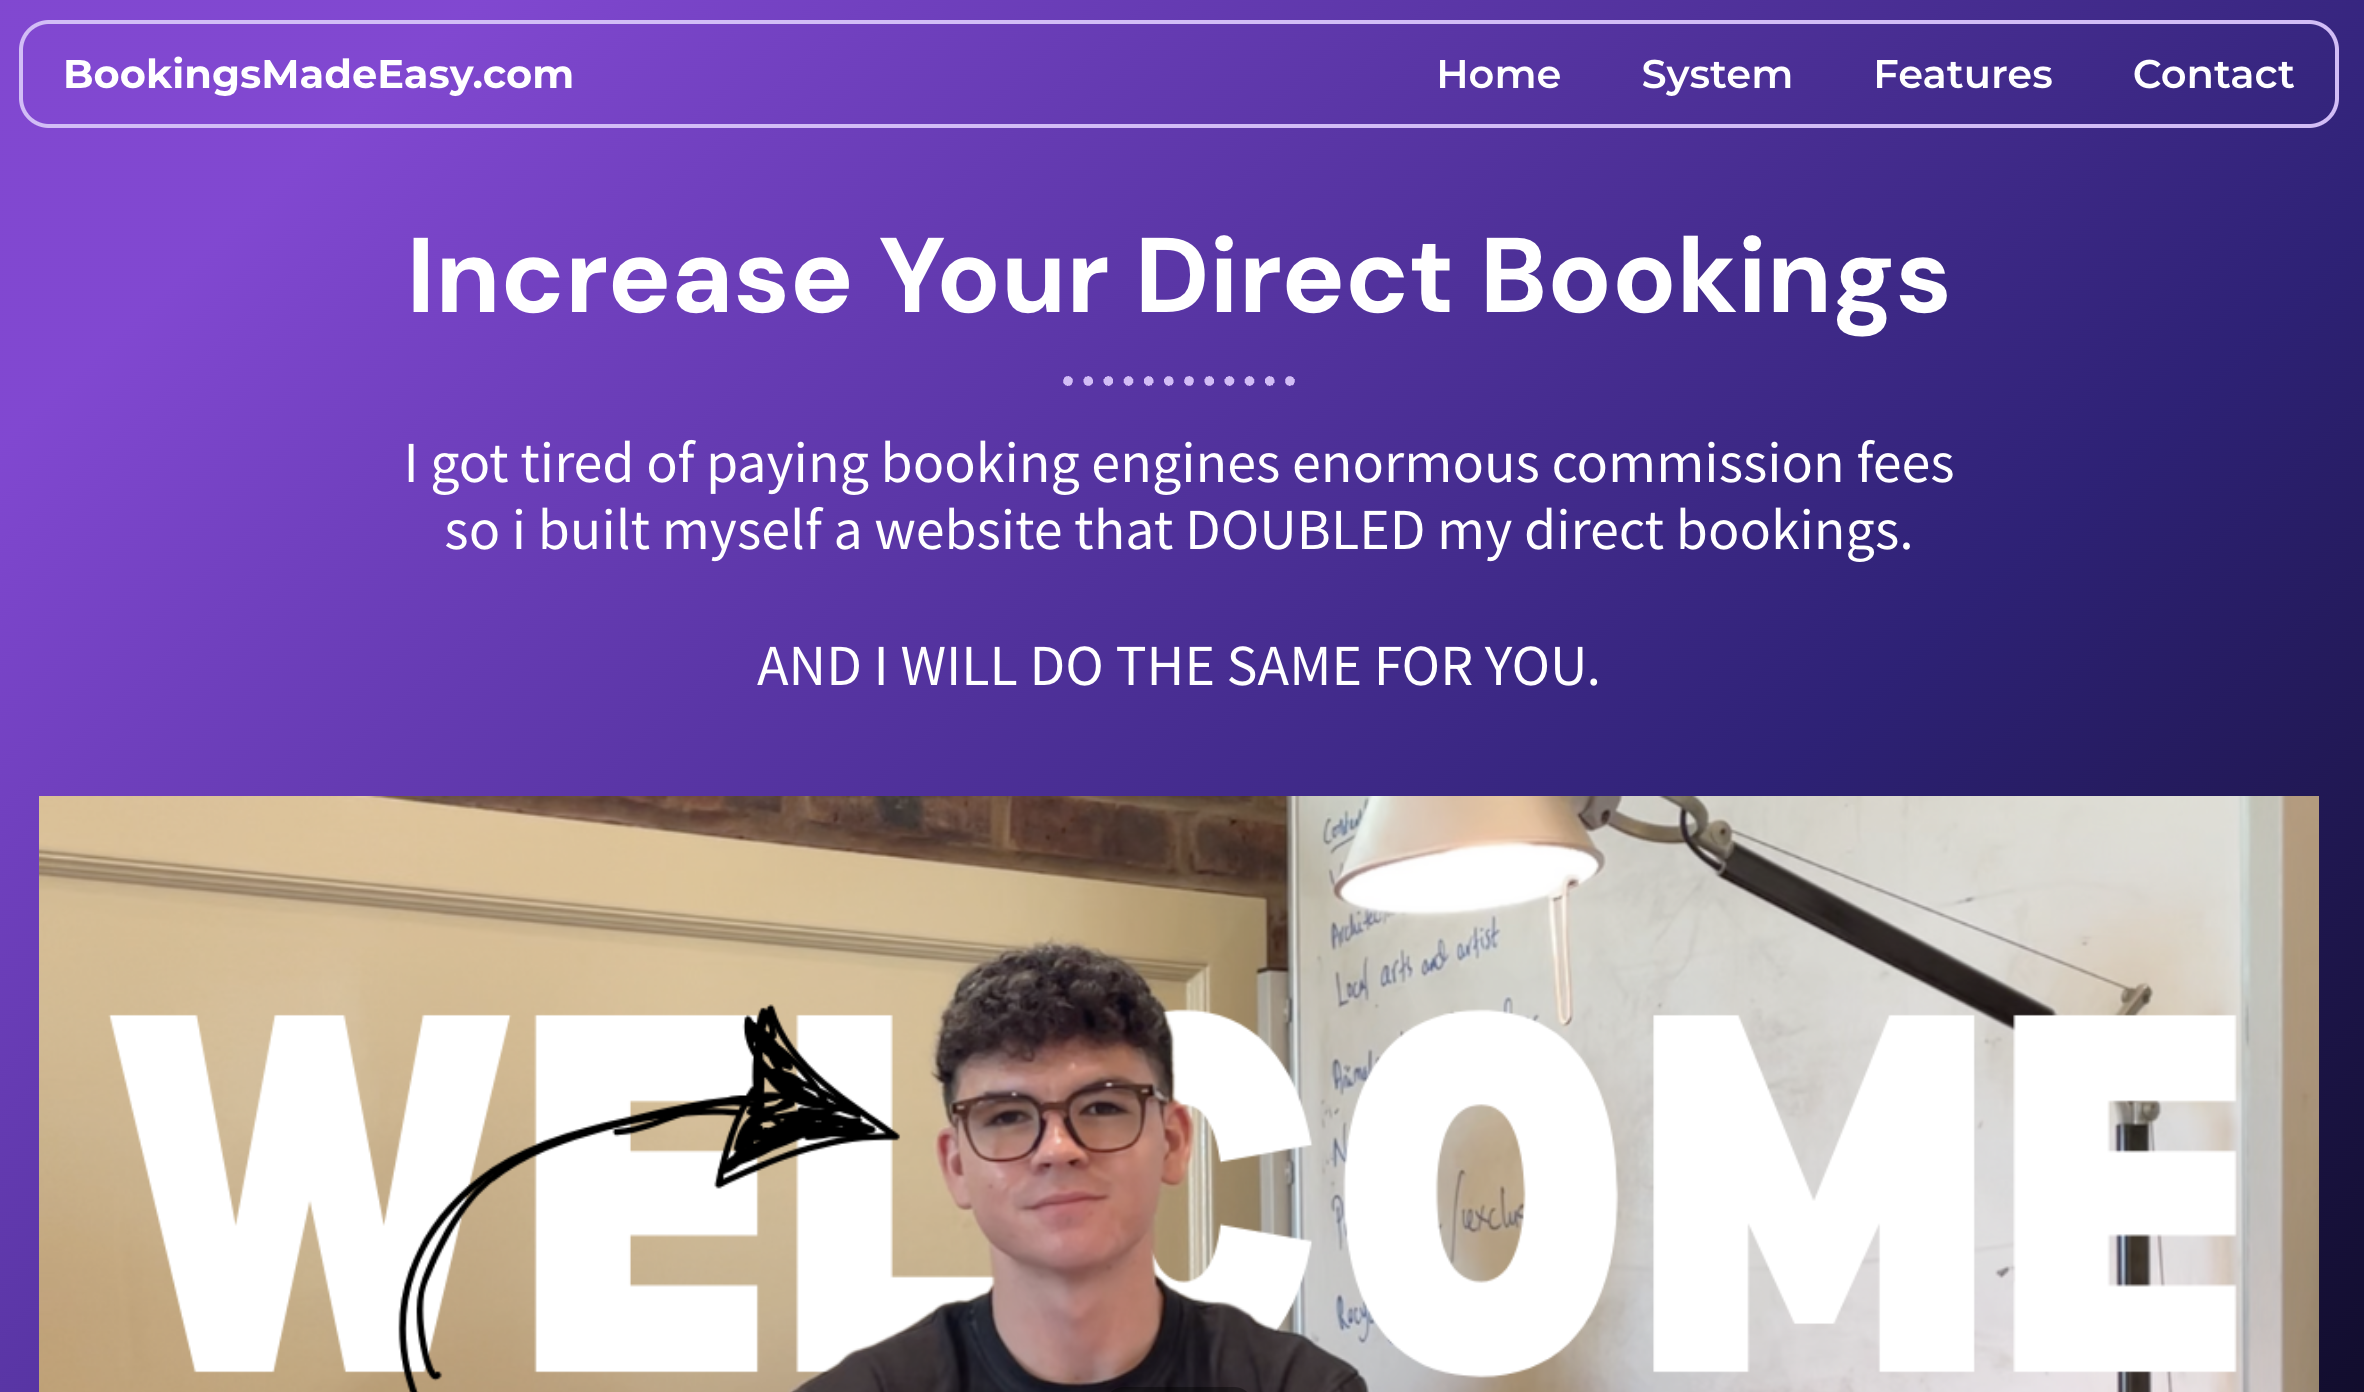 BookingsMadeEasy.com
Home System Features Contact
Increase Your Direct Bookings
I got tired of paying booking engines enormous commission fees
so i built myself a website that DOUBLED my direct bookings.
AND I WILL DO THE SAME FOR YOU.
WELCOME
Local arts and artist